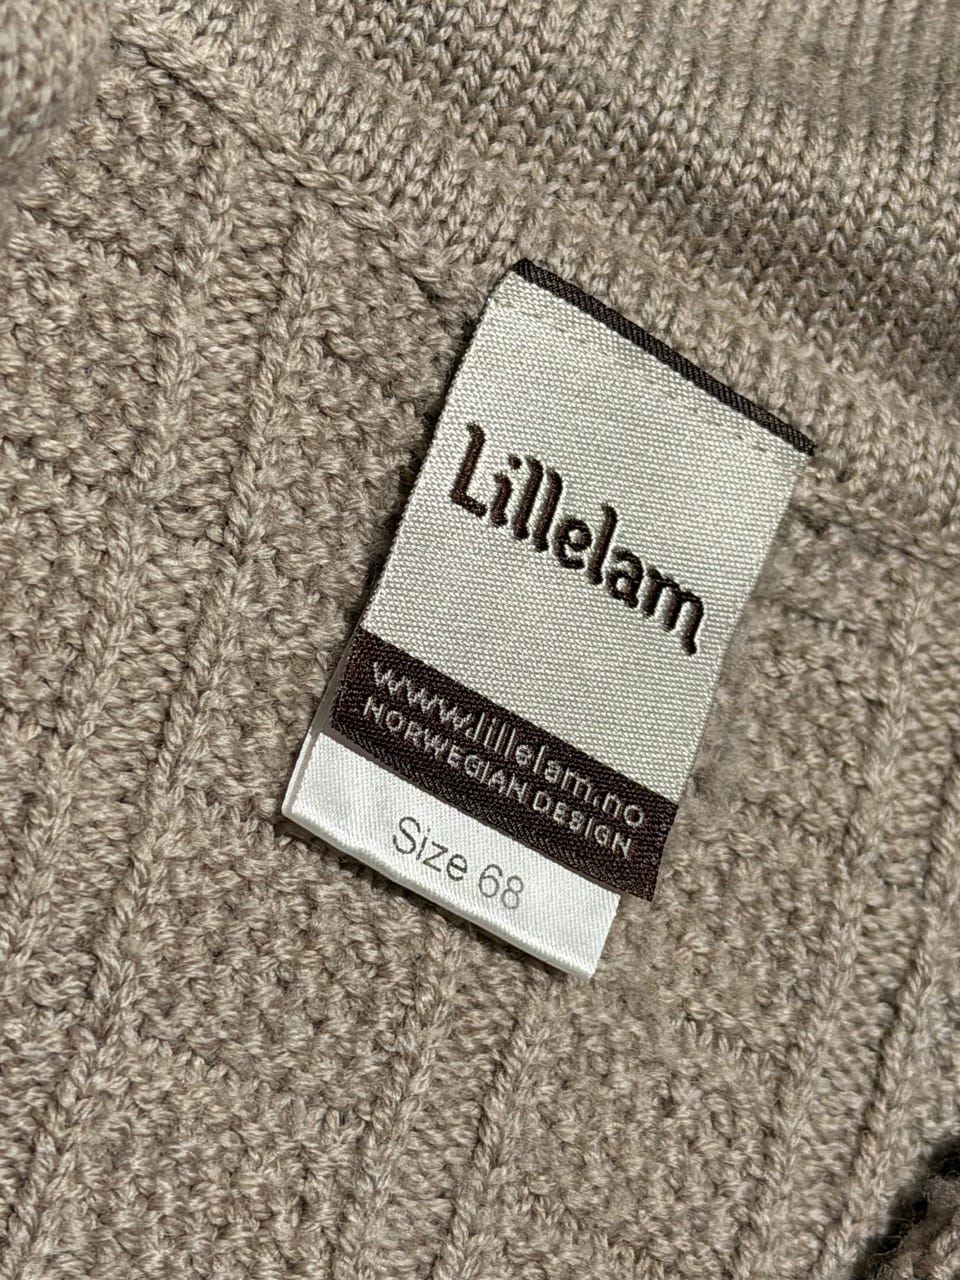 Lillelam
www.lillelam.no
NORWEGIAN DESIGN
Size 68